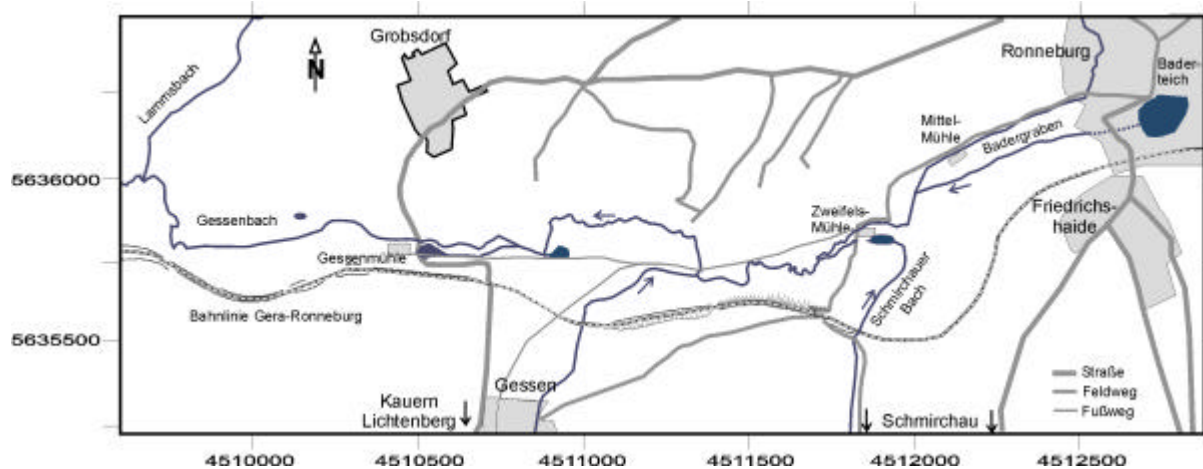 Grobsdorf
Ronneburg
Bader-
teich
N
Lammsbach
Mittel-
Mühle
Badergraben
5636000
Gessenbach
Zweifels-
Mühle
Friedrichs-
haide
Gessenmühle
Schmirchauer
Bach
Bahnlinie Gera-Ronneburg
5635500
Gessen
Kauern
Lichtenberg
Schmirchau
Straße
Feldweg
Fußweg
4510000 4510500 4511000 4511500 4512000 4512500